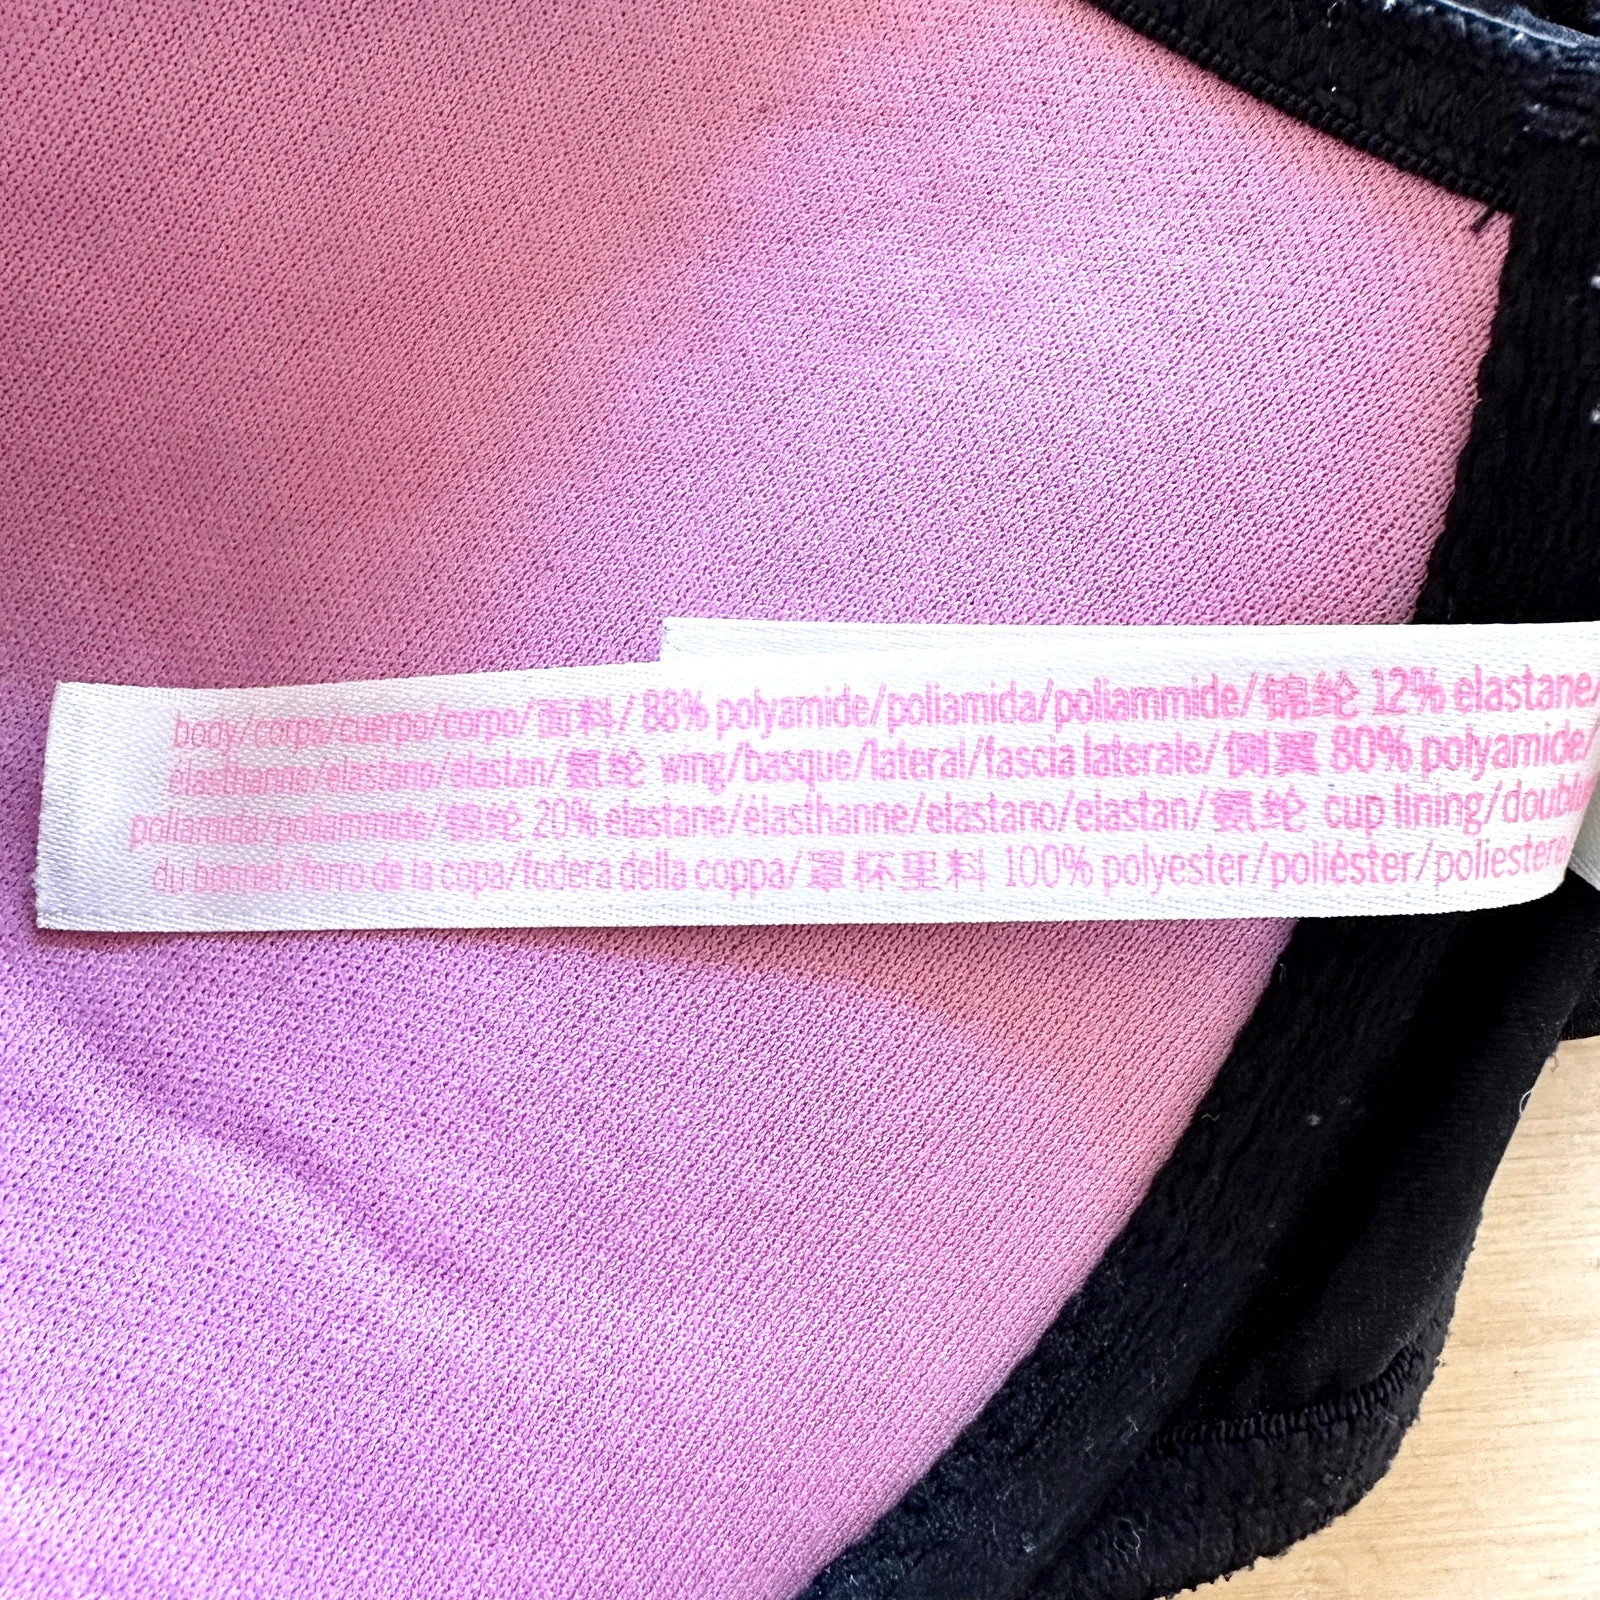 body/corps/cuerpo/corpo/面料/ 88% polyamide/poliamida/poliammide/锦纶 12% elastane/
élasthanne/elastano/elastan/氨纶 wing/basque/lateral/fascia laterale/侧翼 80% polyamide/
poliamida/poliammide/锦纶 20% elastane/élasthanne/elastano/elastan/氨纶 cup lining/doublu
du bonnet/forro de la copa/fodera della coppa/罩杯里料 100% polyester/poliéster/poliestere